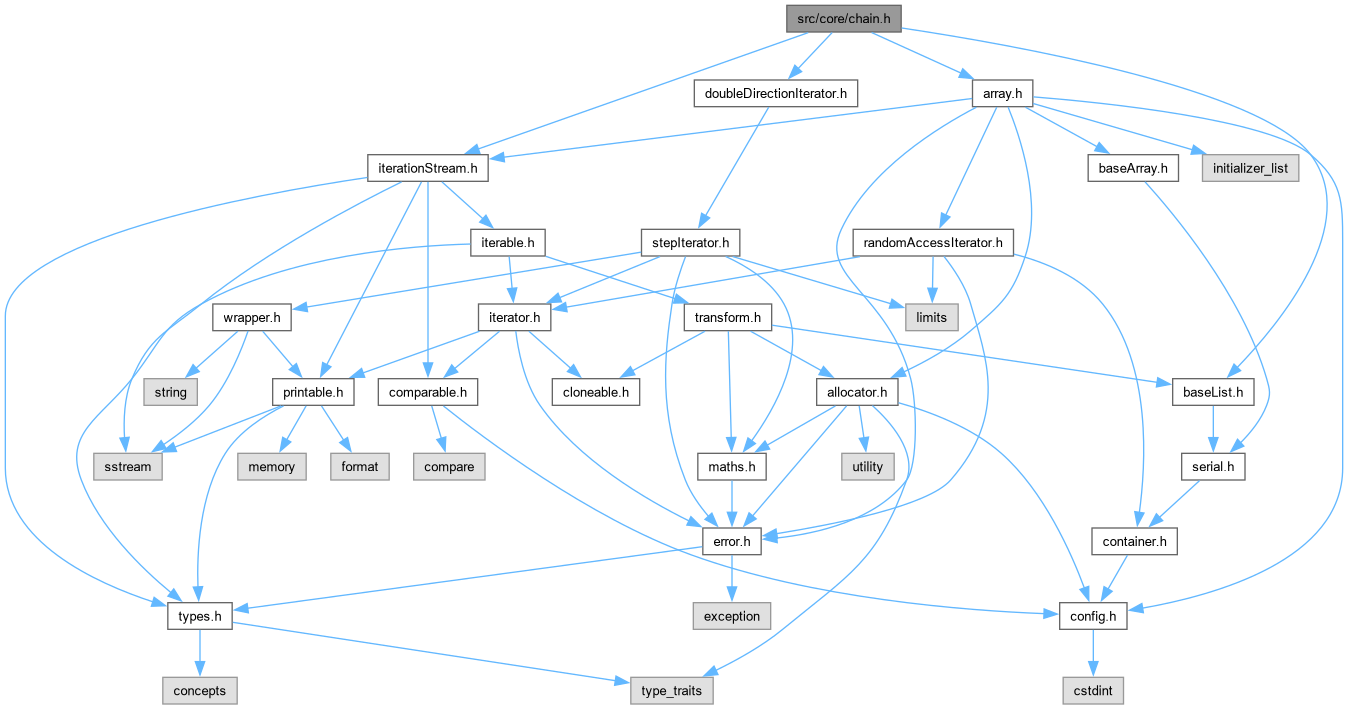 src/core/chain.h
doubleDirectionIterator.h
array.h
iterationStream.h
baseArray.h
initializer_list
iterable.h
stepIterator.h
randomAccessIterator.h
wrapper.h
iterator.h
transform.h
limits
string
printable.h
comparable.h
cloneable.h
allocator.h
baseList.h
sstream
memory
format
compare
maths.h
utility
serial.h
error.h
container.h
types.h
exception
config.h
concepts
type_traits
cstdint